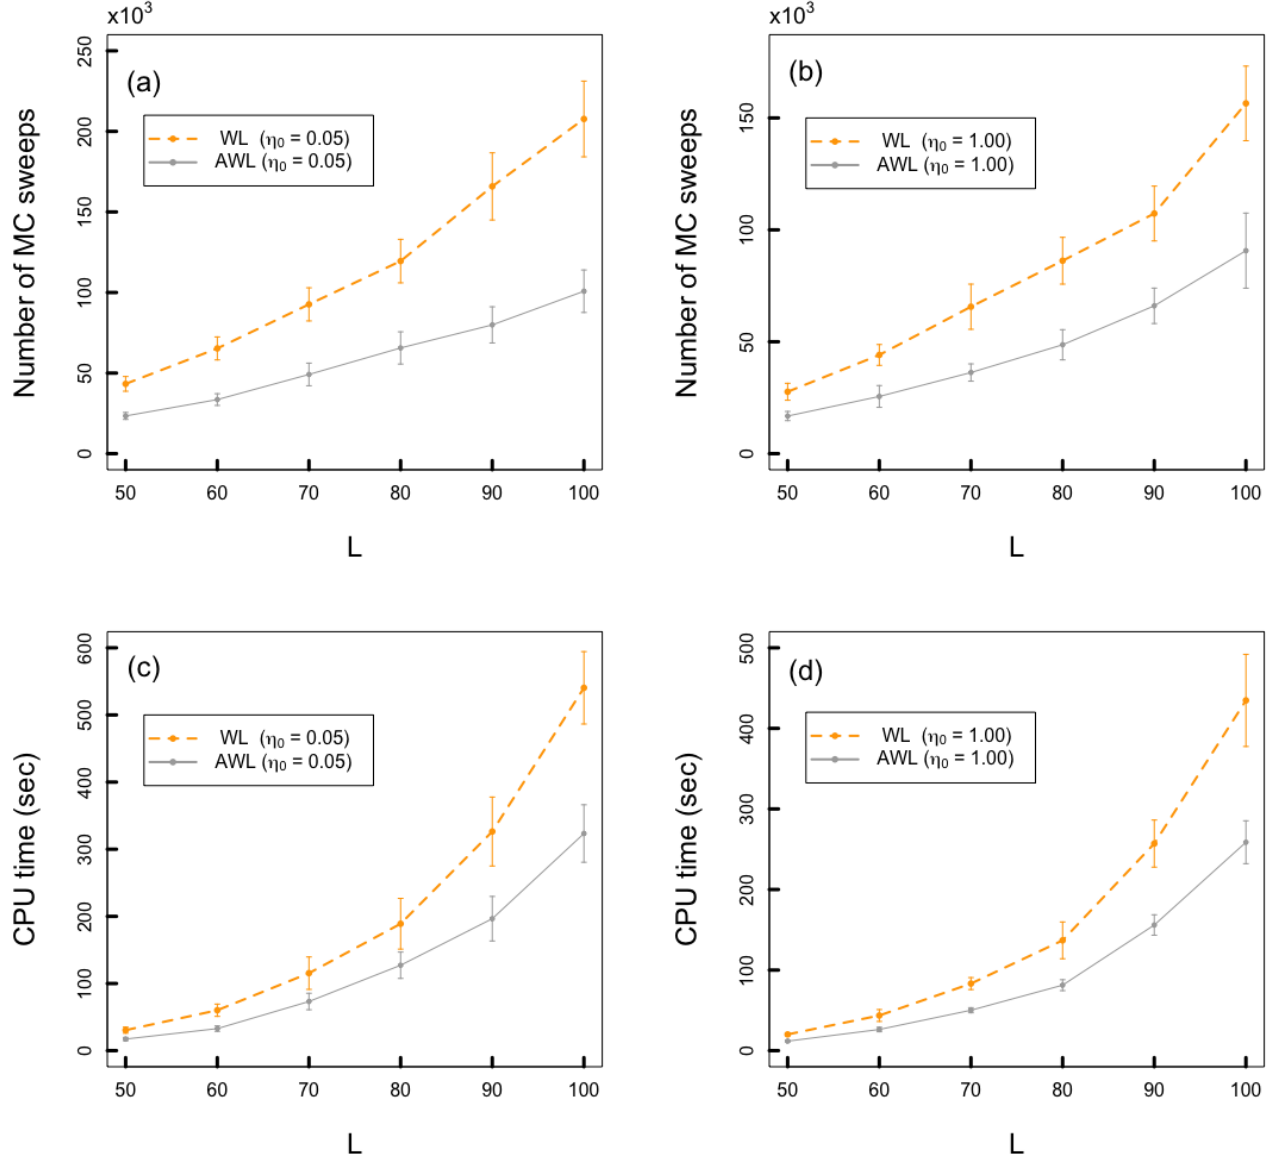 x10³
(a)
WL (η₀ = 0.05)
AWL (η₀ = 0.05)
Number of MC sweeps
0 50 100 150 200 250
50 60 70 80 90 100
L
x10³
(b)
WL (η₀ = 1.00)
AWL (η₀ = 1.00)
Number of MC sweeps
0 50 100 150
50 60 70 80 90 100
L
(c)
WL (η₀ = 0.05)
AWL (η₀ = 0.05)
CPU time (sec)
0 100 200 300 400 500 600
50 60 70 80 90 100
L
(d)
WL (η₀ = 1.00)
AWL (η₀ = 1.00)
CPU time (sec)
0 100 200 300 400 500
50 60 70 80 90 100
L